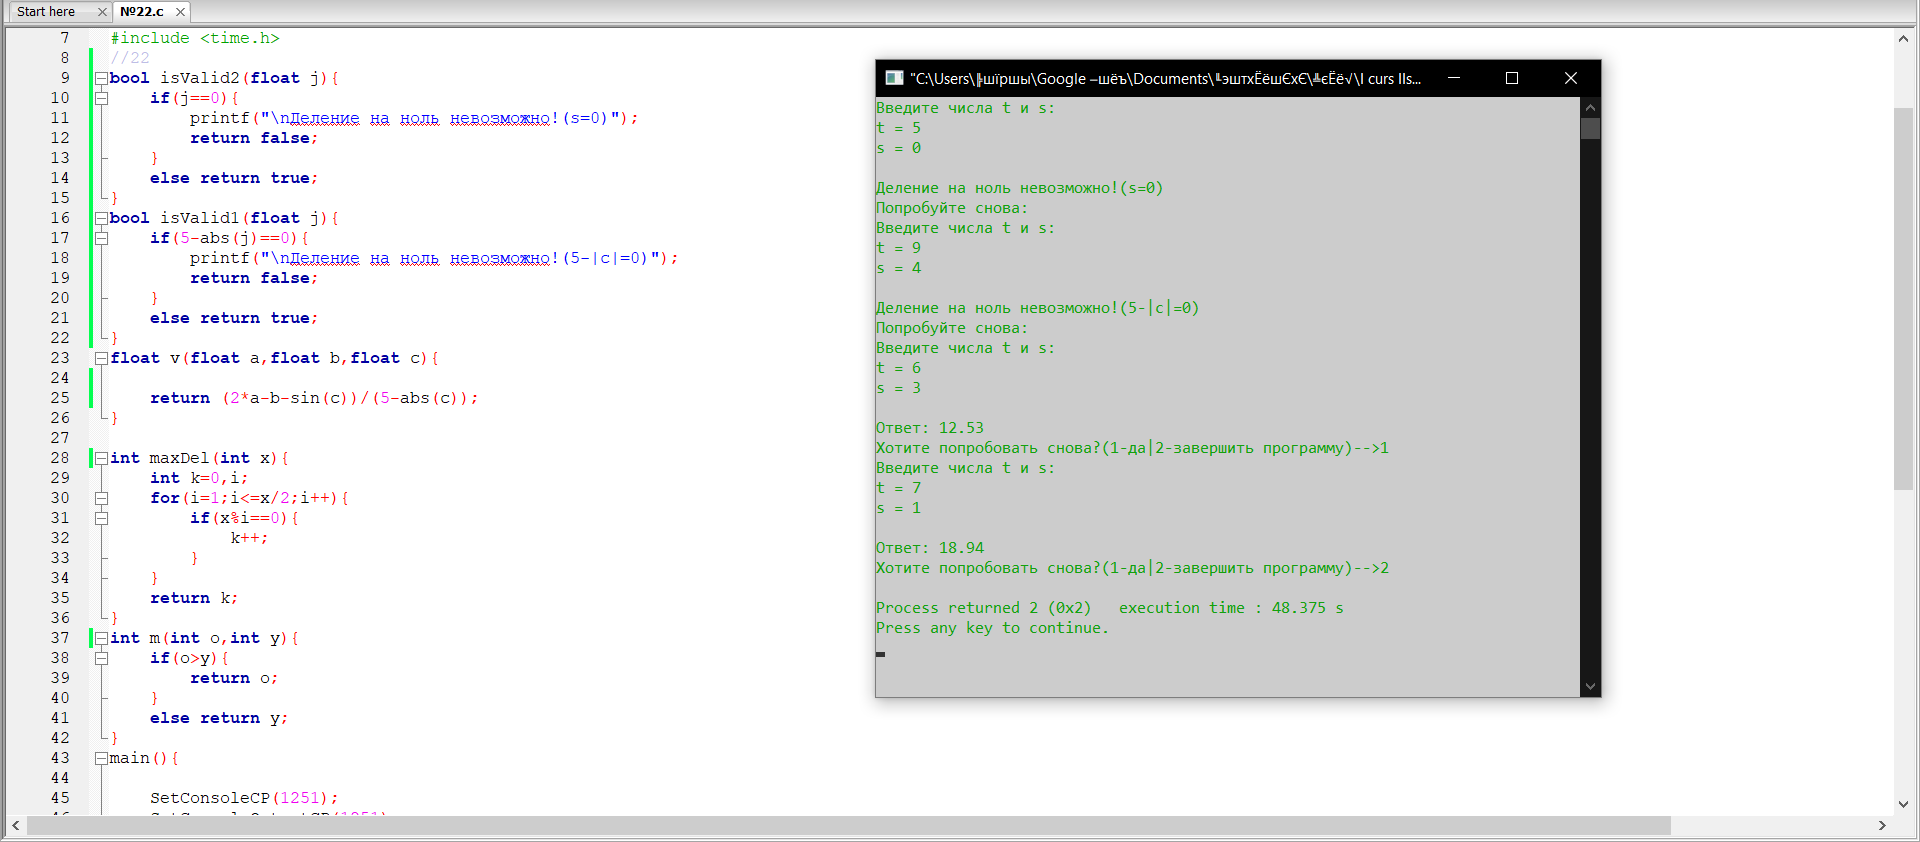 Start here
№22.c
7 #include <time.h>
8 //22
9 bool isValid2(float j){
10 if(j==0){
11 printf("\nДеление на ноль невозможно!(s=0)");
12 return false;
13 }
14 else return true;
15 }
16 bool isValid1(float j){
17 if(5-abs(j)==0){
18 printf("\nДеление на ноль невозможно!(5-|c|=0)");
19 return false;
20 }
21 else return true;
22 }
23 float v(float a,float b,float c){
24
25 return (2*a-b-sin(c))/(5-abs(c));
26 }
27
28 int maxDel(int x){
29 int k=0,i;
30 for(i=1;i<=x/2;i++){
31 if(x%i==0){
32 k++;
33 }
34 }
35 return k;
36 }
37 int m(int o,int y){
38 if(o>y){
39 return o;
40 }
41 else return y;
42 }
43 main(){
44
45 SetConsoleCP(1251);
"C:\Users\╠шїршы\Google –шёъ\Documents\╙эштхЁёшЄхЄ\╩єЁё√\I curs IIs...
Введите числа t и s:
t = 5
s = 0
Деление на ноль невозможно!(s=0)
Попробуйте снова:
Введите числа t и s:
t = 9
s = 4
Деление на ноль невозможно!(5-|c|=0)
Попробуйте снова:
Введите числа t и s:
t = 6
s = 3
Ответ: 12.53
Хотите попробовать снова?(1-да|2-завершить программу)-->1
Введите числа t и s:
t = 7
s = 1
Ответ: 18.94
Хотите попробовать снова?(1-да|2-завершить программу)-->2
Process returned 2 (0x2)   execution time : 48.375 s
Press any key to continue.